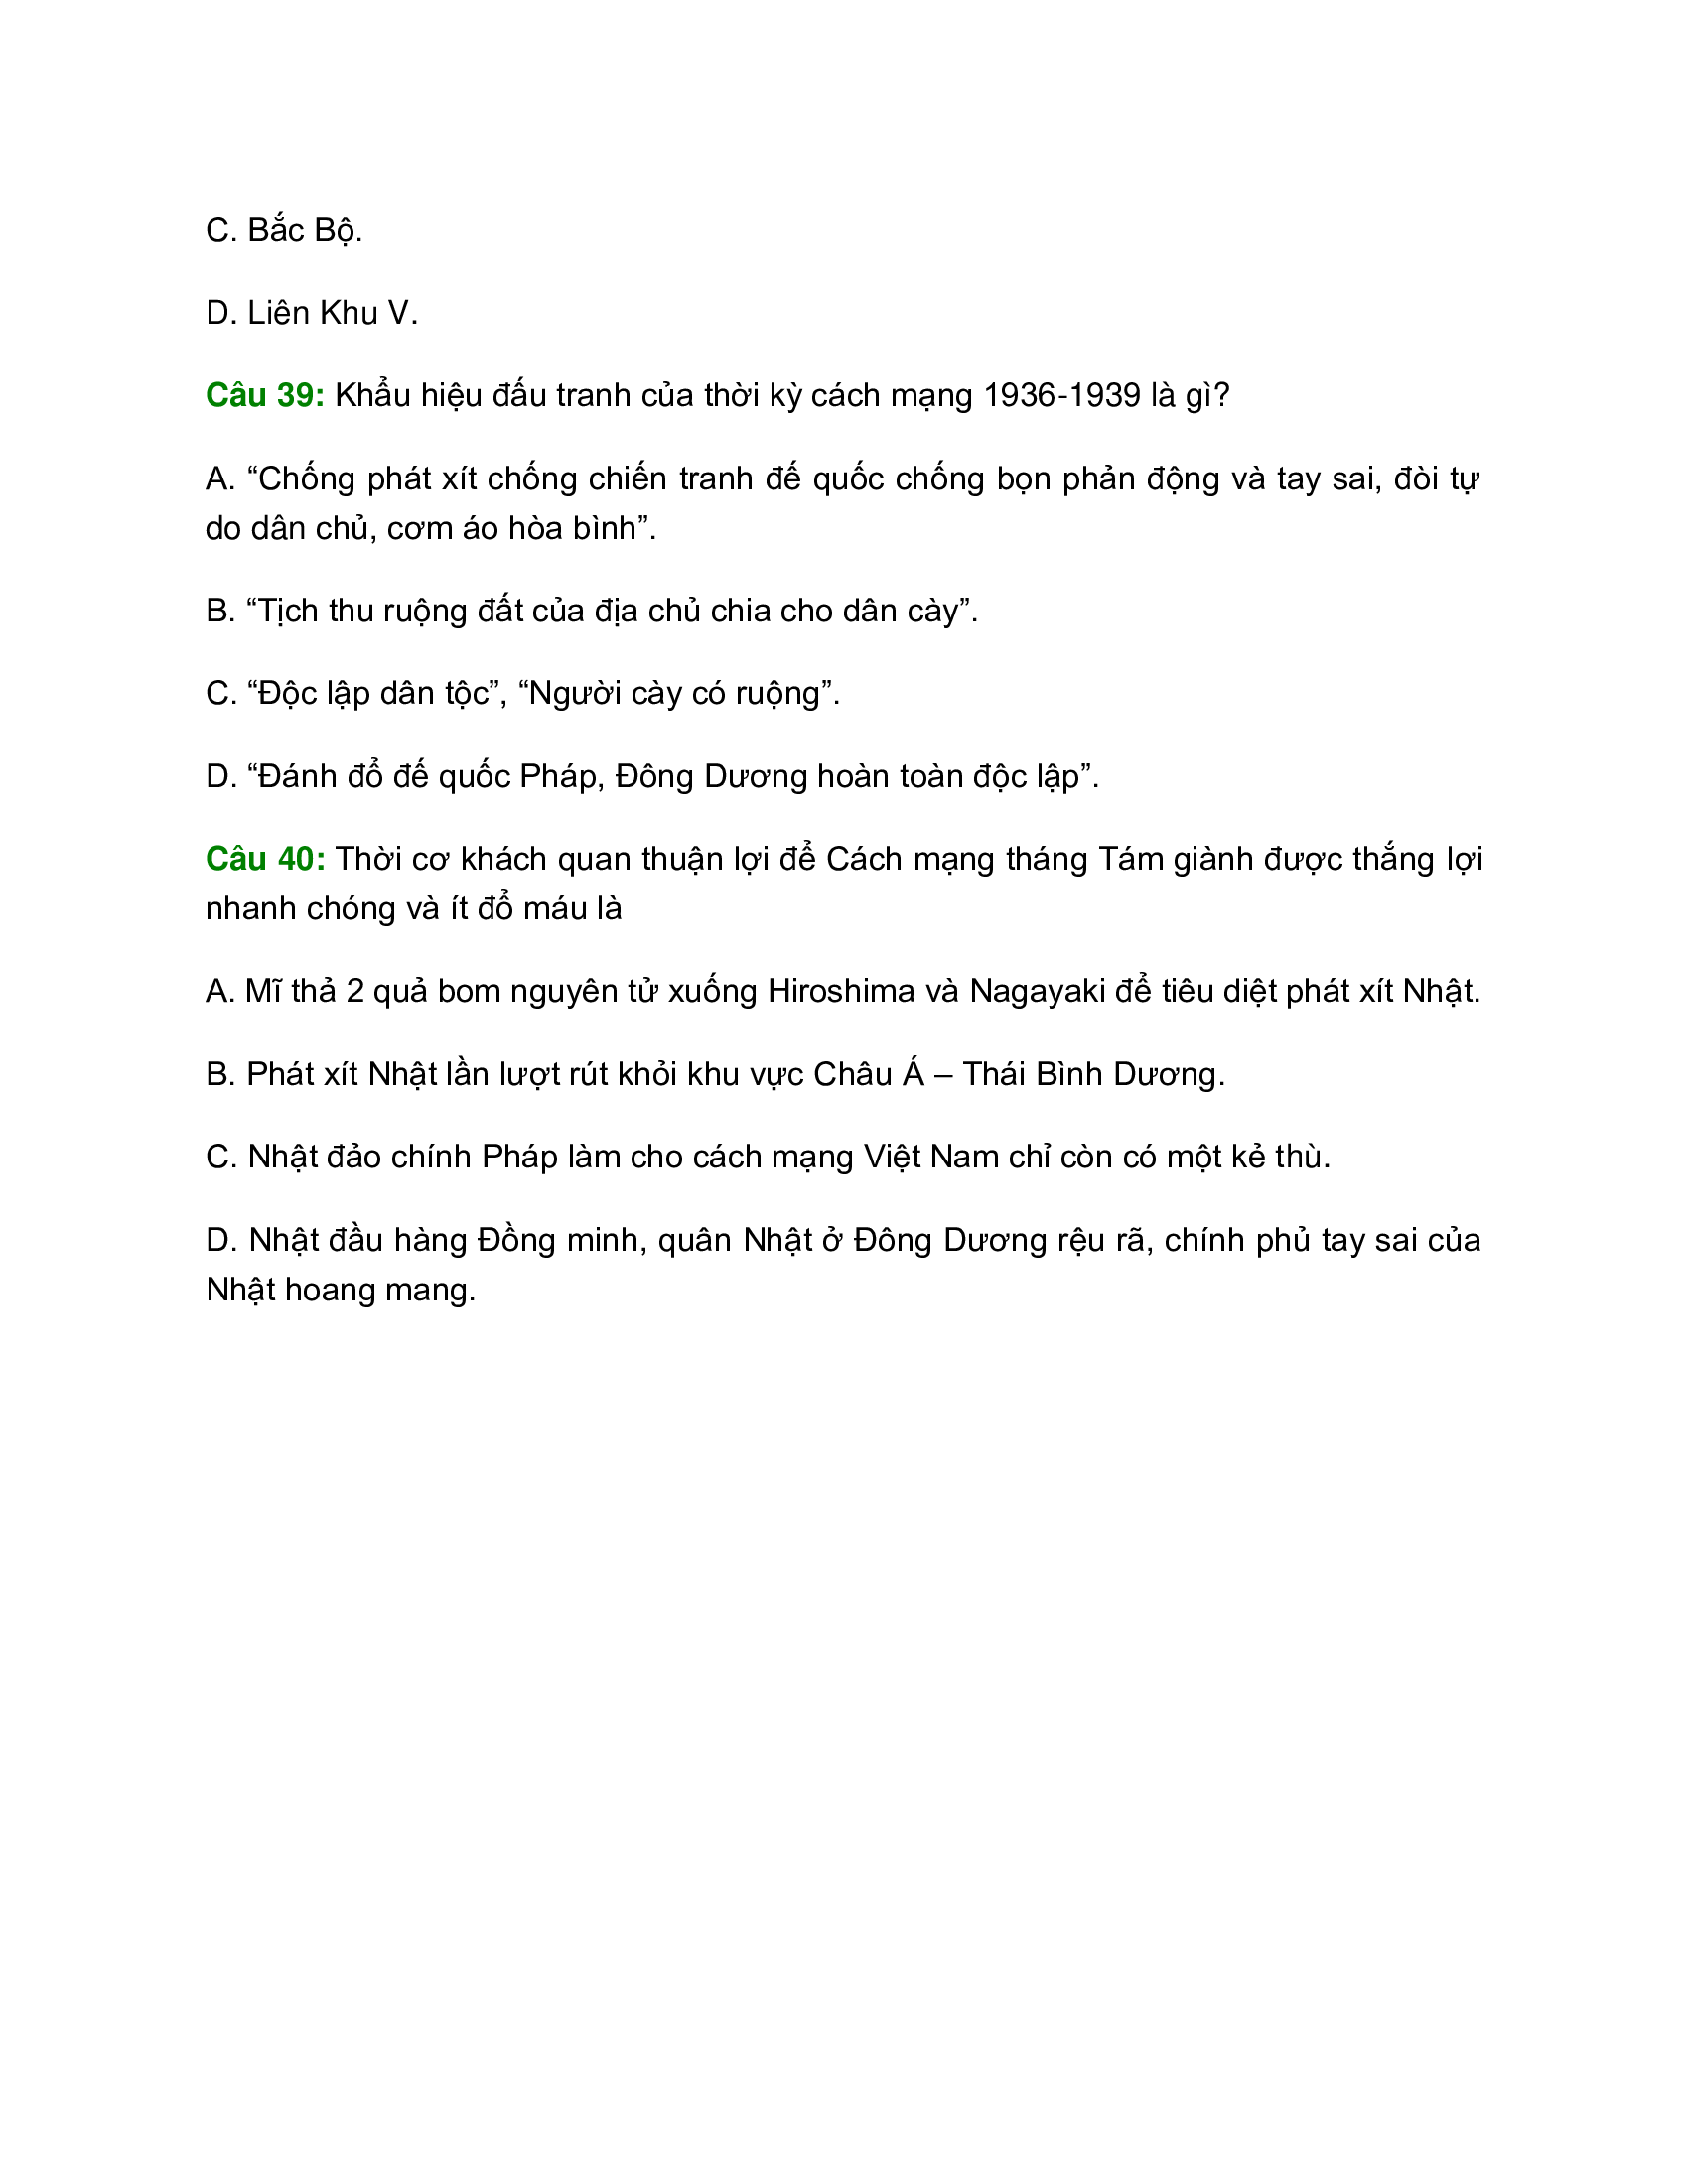 C. Bắc Bộ.
D. Liên Khu V.
Câu 39: Khẩu hiệu đấu tranh của thời kỳ cách mạng 1936-1939 là gì?
A. “Chống phát xít chống chiến tranh đế quốc chống bọn phản động và tay sai, đòi tự
do dân chủ, cơm áo hòa bình”.
B. “Tịch thu ruộng đất của địa chủ chia cho dân cày”.
C. “Độc lập dân tộc”, “Người cày có ruộng”.
D. “Đánh đổ đế quốc Pháp, Đông Dương hoàn toàn độc lập”.
Câu 40: Thời cơ khách quan thuận lợi để Cách mạng tháng Tám giành được thắng lợi
nhanh chóng và ít đổ máu là
A. Mĩ thả 2 quả bom nguyên tử xuống Hiroshima và Nagayaki để tiêu diệt phát xít Nhật.
B. Phát xít Nhật lần lượt rút khỏi khu vực Châu Á – Thái Bình Dương.
C. Nhật đảo chính Pháp làm cho cách mạng Việt Nam chỉ còn có một kẻ thù.
D. Nhật đầu hàng Đồng minh, quân Nhật ở Đông Dương rệu rã, chính phủ tay sai của
Nhật hoang mang.